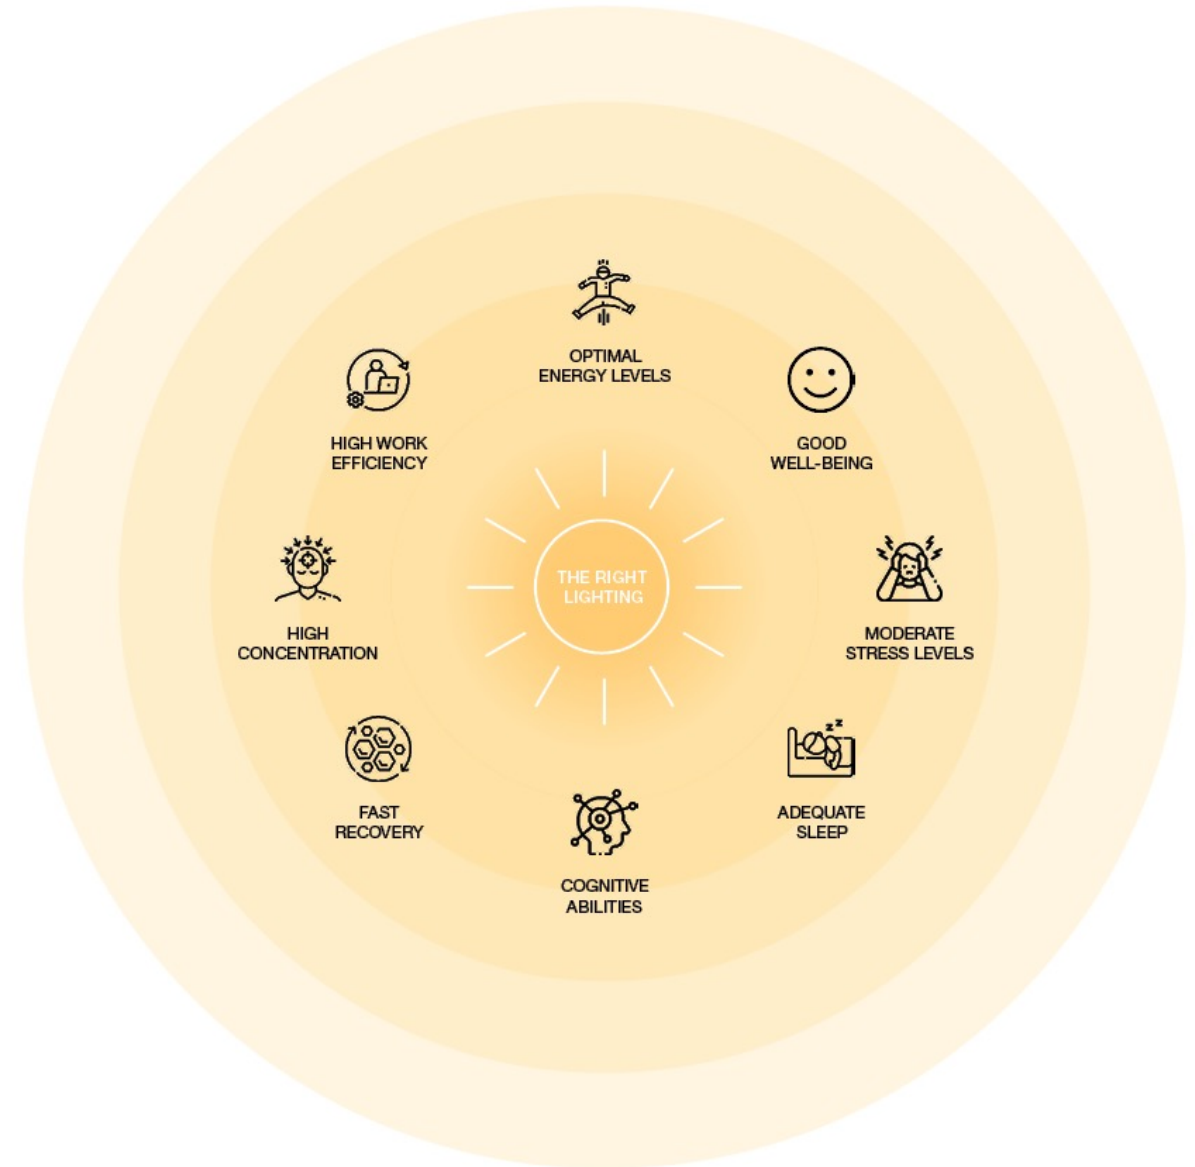 OPTIMAL
ENERGY LEVELS
HIGH WORK
EFFICIENCY
GOOD
WELL-BEING
THE RIGHT
LIGHTING
HIGH
CONCENTRATION
MODERATE
STRESS LEVELS
FAST
RECOVERY
ADEQUATE
SLEEP
COGNITIVE
ABILITIES
z z